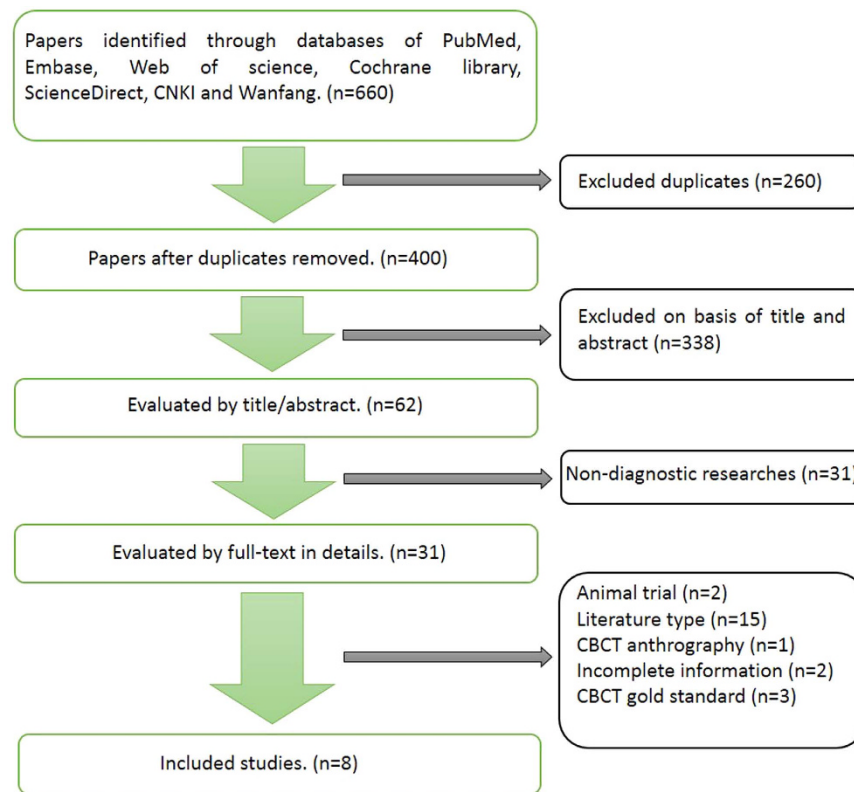 Papers identified through databases of PubMed,
Embase, Web of science, Cochrane library,
ScienceDirect, CNKI and Wanfang. (n=660)
Excluded duplicates (n=260)
Papers after duplicates removed. (n=400)
Excluded on basis of title and
abstract (n=338)
Evaluated by title/abstract. (n=62)
Non-diagnostic researches (n=31)
Evaluated by full-text in details. (n=31)
Animal trial (n=2)
Literature type (n=15)
CBCT anthrography (n=1)
Incomplete information (n=2)
CBCT gold standard (n=3)
Included studies. (n=8)